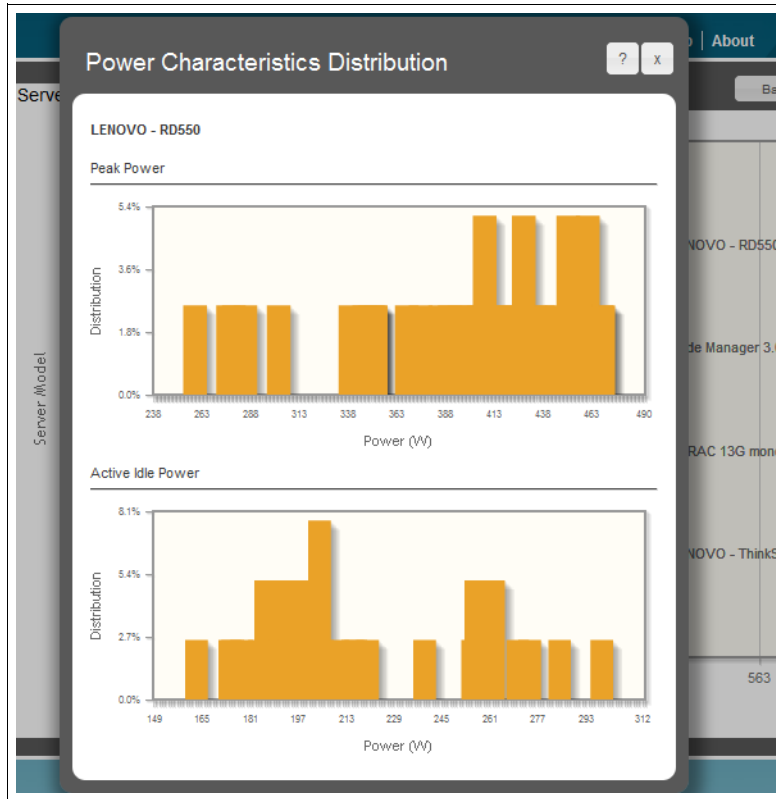 About
Power Characteristics Distribution
?
x
Serve
Ba
LENOVO - RD550
Peak Power
5.4%
3.6%
1.8%
0.0%
Distribution
238 263 288 313 338 363 388 413 438 463 490
Power (W)
Active Idle Power
8.1%
5.4%
2.7%
0.0%
Distribution
149 165 181 197 213 229 245 261 277 293 312
Power (W)
Server Model
NOVO - RD550
de Manager 3.
RAC 13G mon
NOVO - ThinkS
563